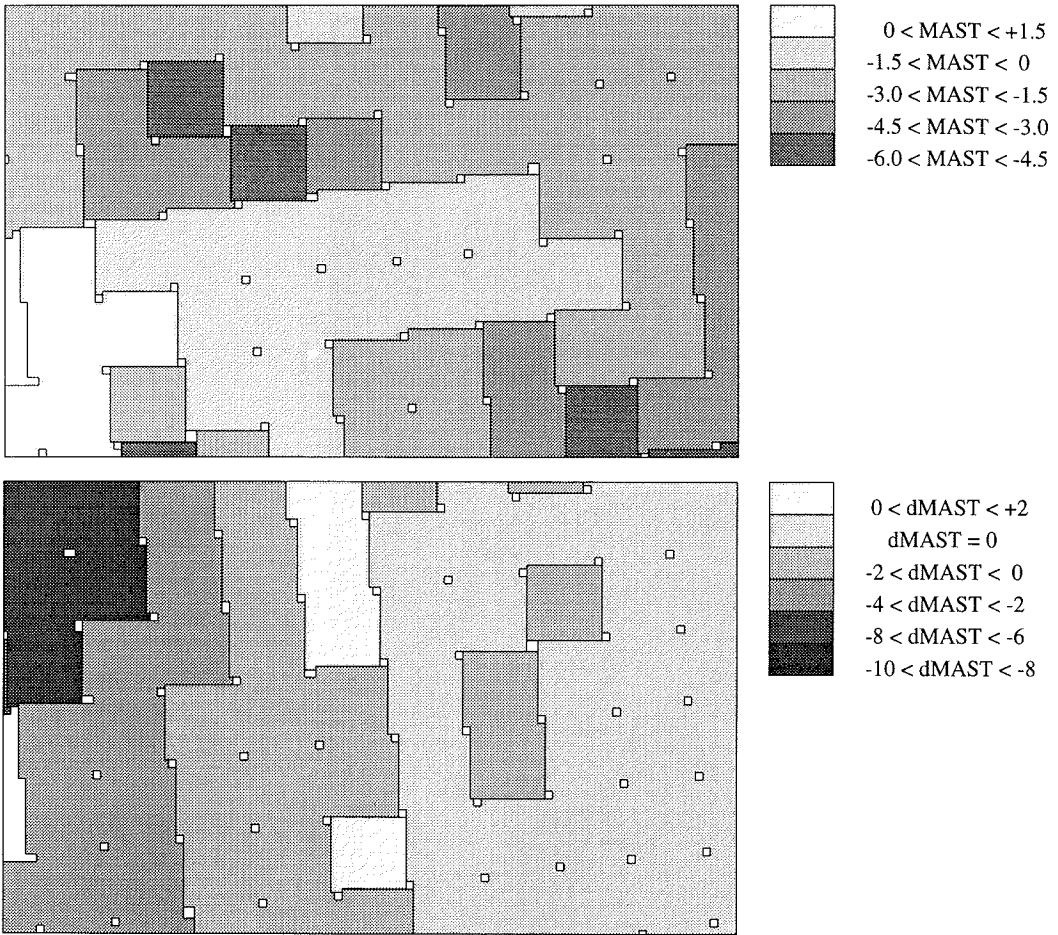 0 < MAST < +1.5
-1.5 < MAST < 0
-3.0 < MAST < -1.5
-4.5 < MAST < -3.0
-6.0 < MAST < -4.5
0 < dMAST < +2
dMAST = 0
-2 < dMAST < 0
-4 < dMAST < -2
-8 < dMAST < -6
-10 < dMAST < -8